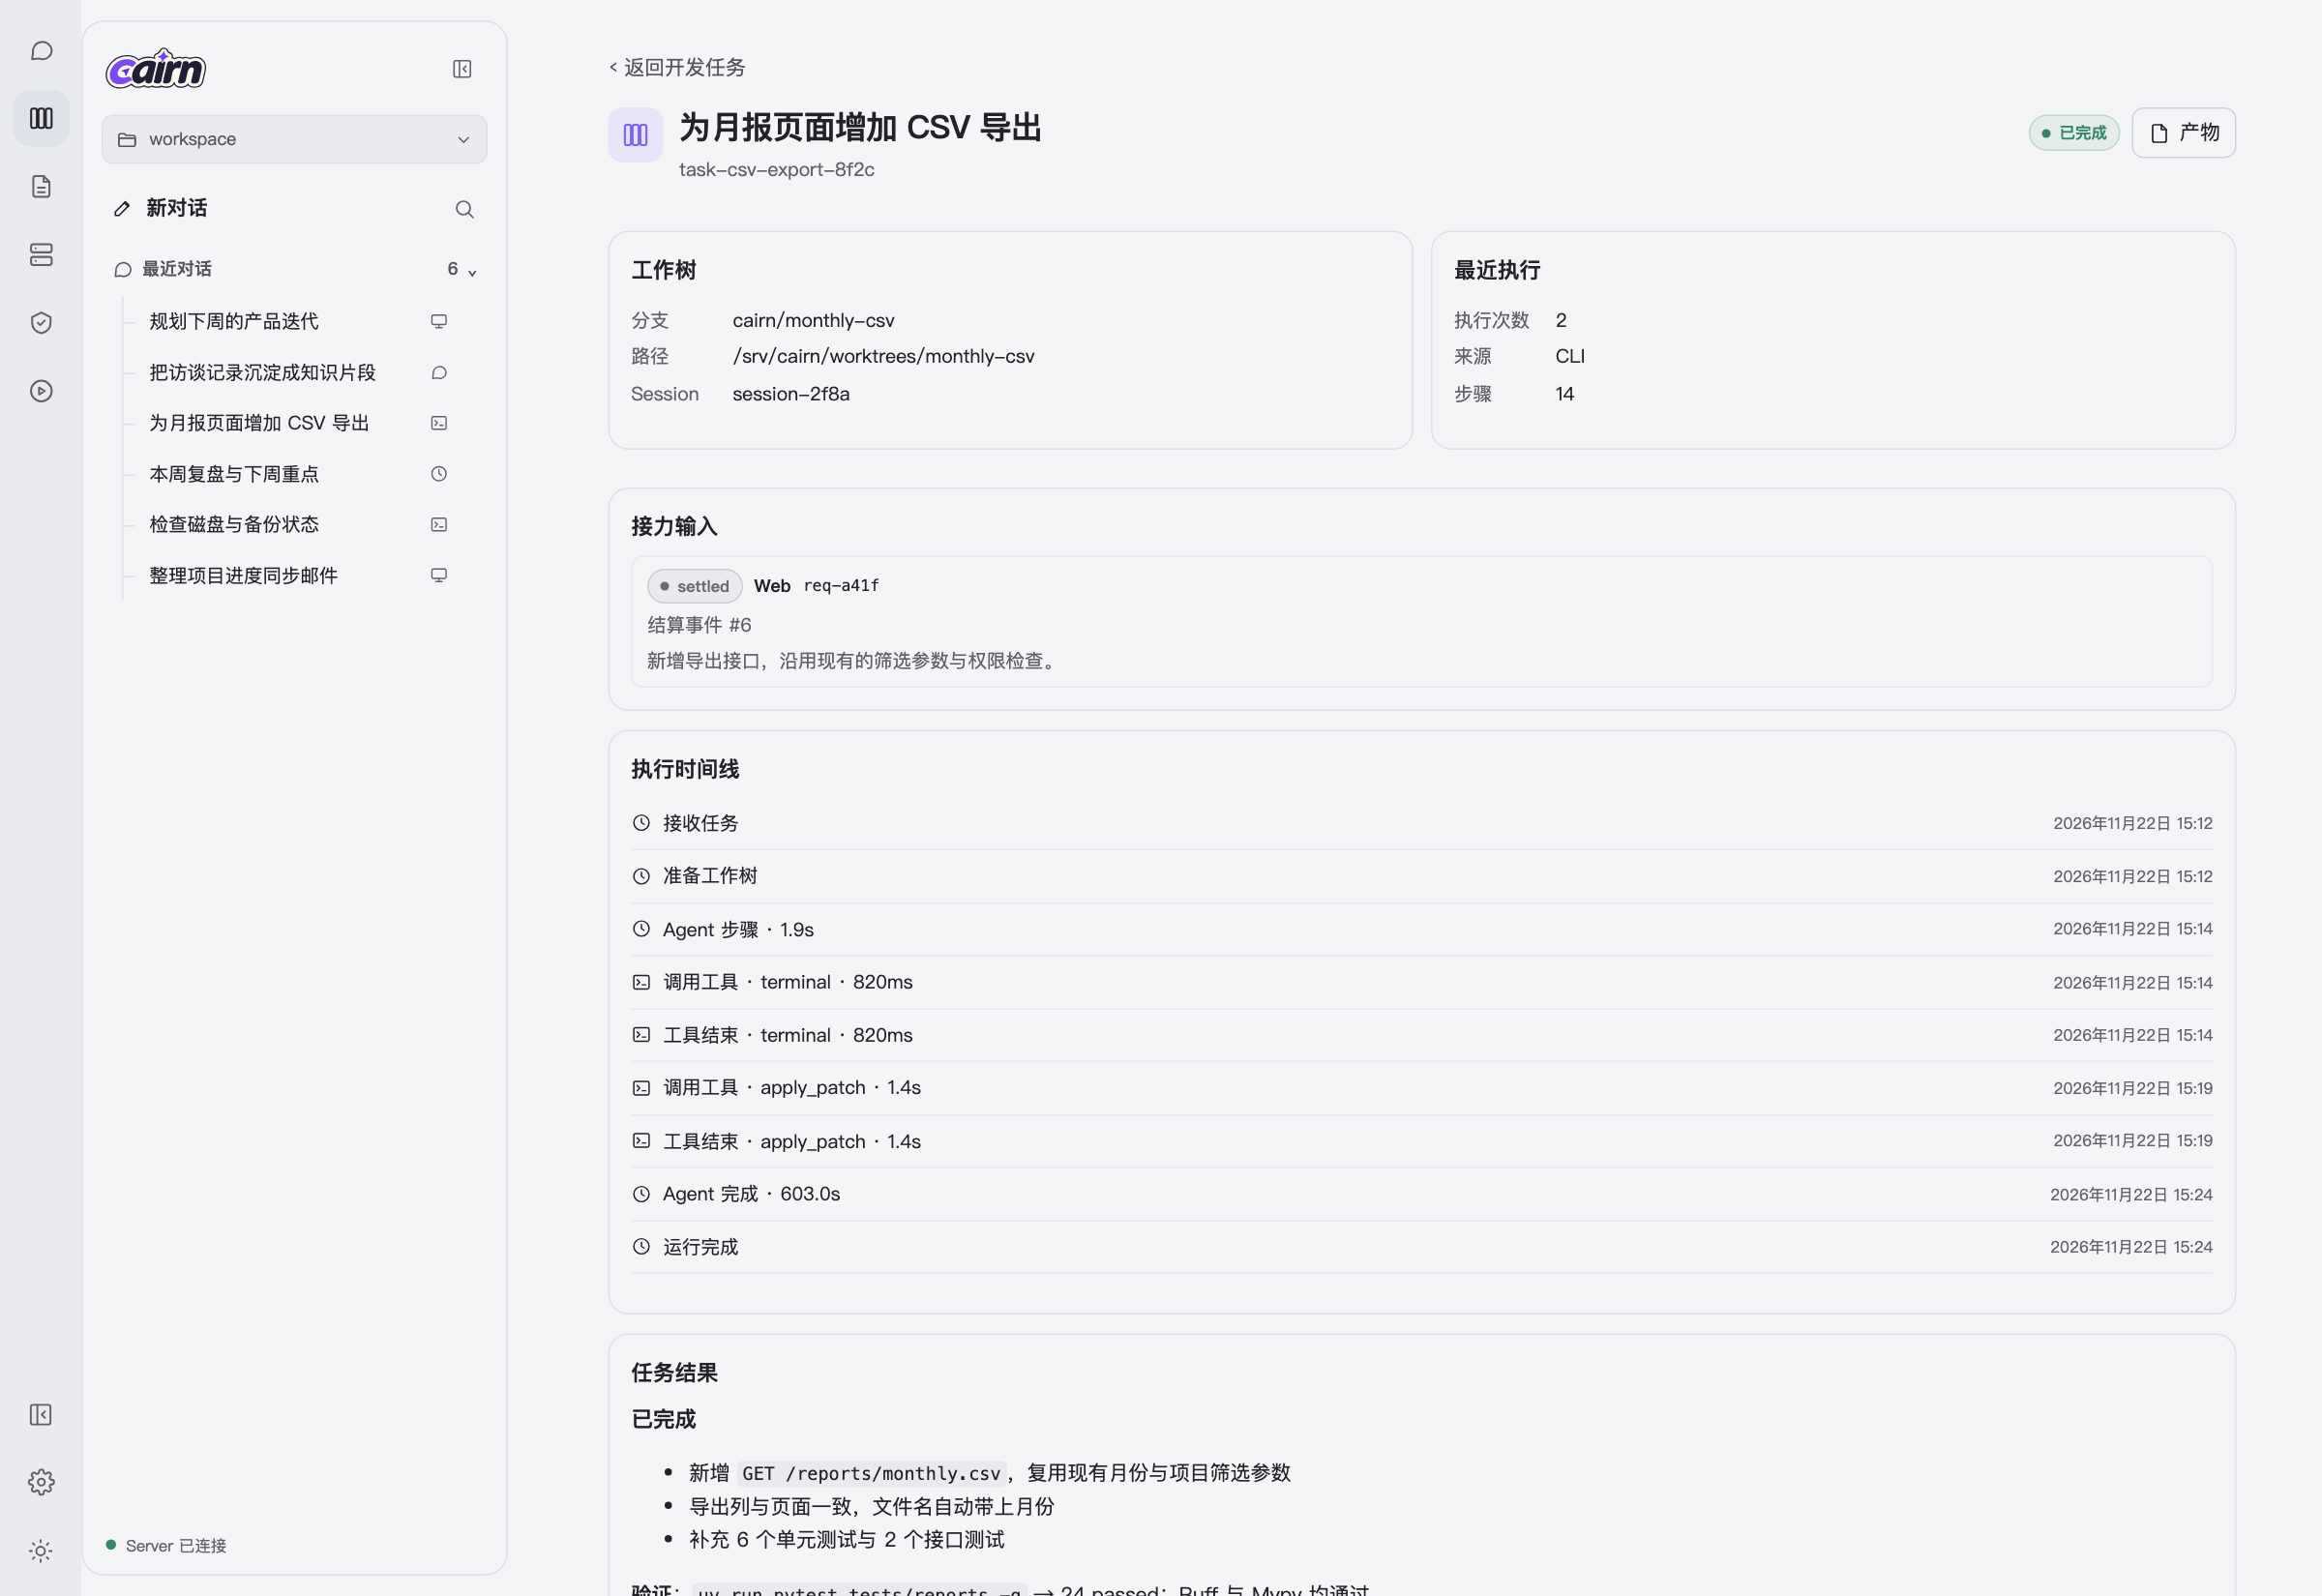 cairn
workspace
新对话
最近对话 6
规划下周的产品迭代
把访谈记录沉淀成知识片段
为月报页面增加 CSV 导出
本周复盘与下周重点
检查磁盘与备份状态
整理项目进度同步邮件
Server 已连接
< 返回开发任务
为月报页面增加 CSV 导出
task-csv-export-8f2c
已完成
产物
工作树
分支 cairn/monthly-csv
路径 /srv/cairn/worktrees/monthly-csv
Session session-2f8a
最近执行
执行次数 2
来源 CLI
步骤 14
接力输入
settled Web req-a41f
结算事件 #6
新增导出接口，沿用现有的筛选参数与权限检查。
执行时间线
接收任务 2026年11月22日 15:12
准备工作树 2026年11月22日 15:12
Agent 步骤 · 1.9s 2026年11月22日 15:14
调用工具 · terminal · 820ms 2026年11月22日 15:14
工具结束 · terminal · 820ms 2026年11月22日 15:14
调用工具 · apply_patch · 1.4s 2026年11月22日 15:19
工具结束 · apply_patch · 1.4s 2026年11月22日 15:19
Agent 完成 · 603.0s 2026年11月22日 15:24
运行完成 2026年11月22日 15:24
任务结果
已完成
• 新增 GET /reports/monthly.csv，复用现有月份与项目筛选参数
• 导出列与页面一致，文件名自动带上月份
• 补充 6 个单元测试与 2 个接口测试
验证：uv run pytest tests/reports -q → 24 passed；Ruff 与 Mypy 均通过